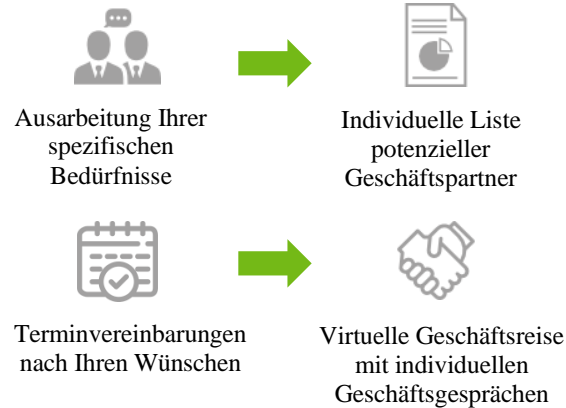 Ausarbeitung Ihrer
spezifischen
Bedürfnisse
Individuelle Liste
potenzieller
Geschäftspartner
Terminvereinbarungen
nach Ihren Wünschen
Virtuelle Geschäftsreise
mit individuellen
Geschäftsgesprächen